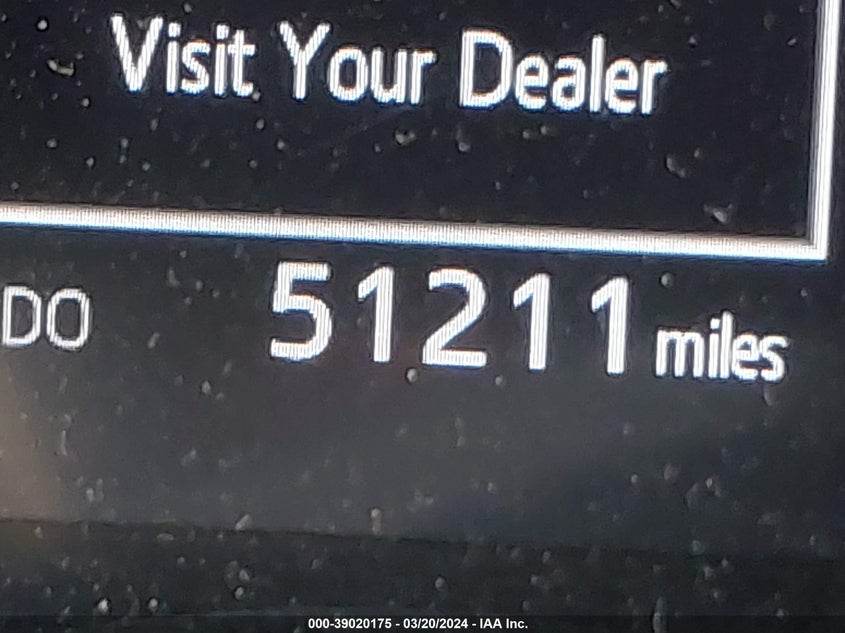 Visit Your Dealer
DO 51211 miles
000-39020175 - 03/20/2024 - IAA Inc.